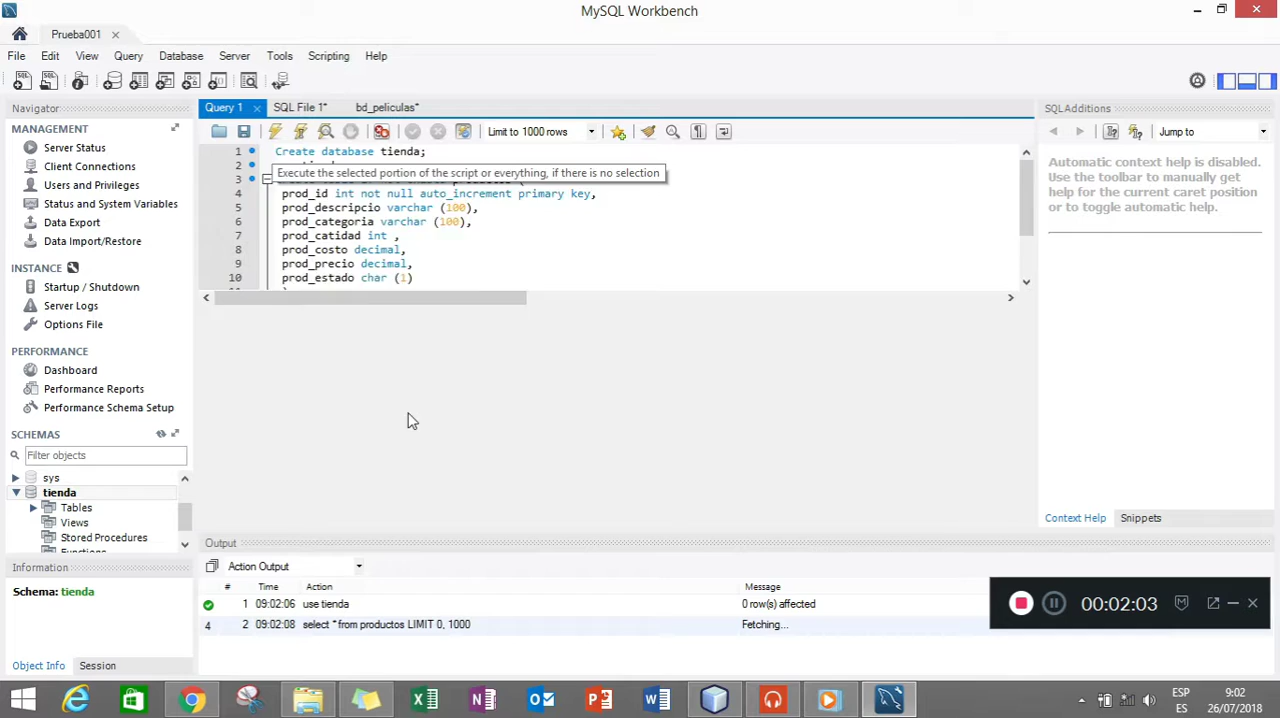 MySQL Workbench
Prueba001
File Edit View Query Database Server Tools Scripting Help
Navigator
MANAGEMENT
Server Status
Client Connections
Users and Privileges
Status and System Variables
Data Export
Data Import/Restore
INSTANCE
Startup / Shutdown
Server Logs
Options File
PERFORMANCE
Dashboard
Performance Reports
Performance Schema Setup
SCHEMAS
Filter objects
sys
tienda
Tables
Views
Stored Procedures
Functions
Information
Schema: tienda
Object Info Session
Query 1 SQL File 1* bd_peliculas*
Limit to 1000 rows
1 Create database tienda;
2
Execute the selected portion of the script or everything, if there is no selection
3
4 prod_id int not null auto_increment primary key,
5 prod_descripcio varchar (100),
6 prod_categoria varchar (100),
7 prod_catidad int ,
8 prod_costo decimal,
9 prod_precio decimal,
10 prod_estado char (1)
SQL Additions
Jump to
Automatic context help is disabled.
Use the toolbar to manually get
help for the current caret position
or to toggle automatic help.
Context Help Snippets
Output
Action Output
# Time Action Message
1 09:02:06 use tienda 0 row(s) affected
4 2 09:02:08 select * from productos LIMIT 0, 1000 Fetching...
00:02:03
ESP
ES
9:02
26/07/2018